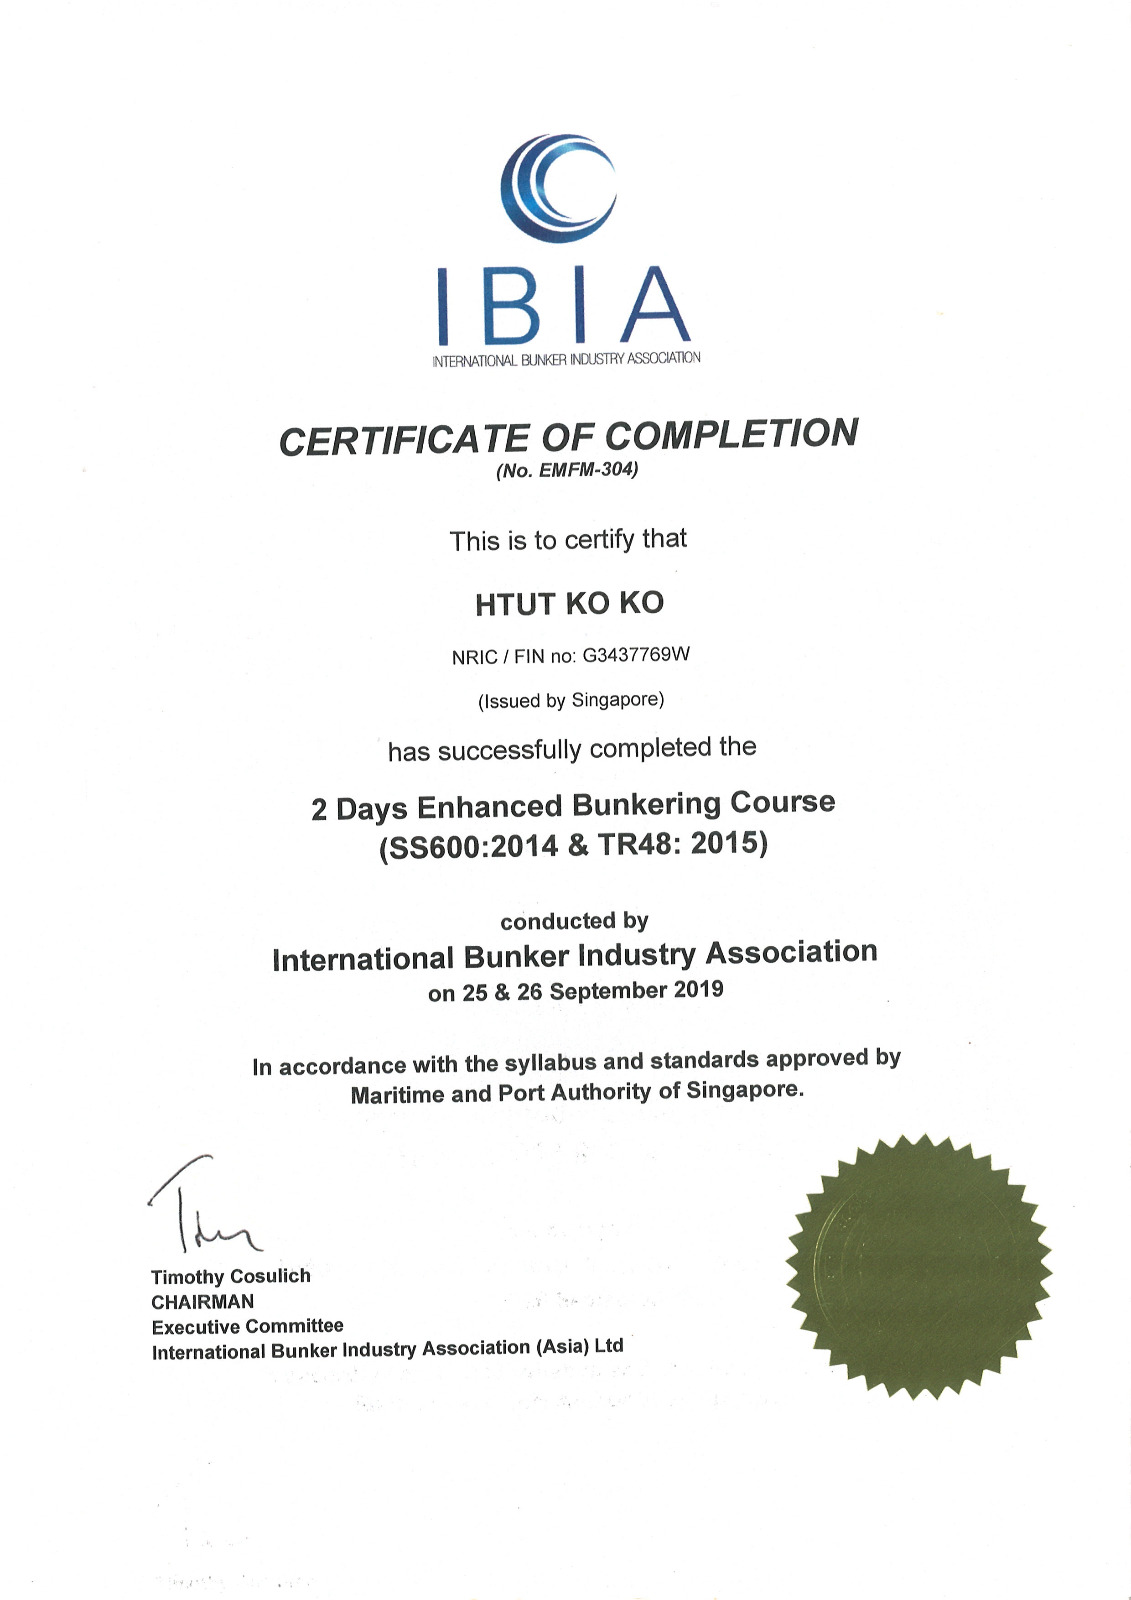 IBIA
INTERNATIONAL BUNKER INDUSTRY ASSOCIATION
CERTIFICATE OF COMPLETION
(No. EMFM-304)
This is to certify that
HTUT KO KO
NRIC / FIN no: G3437769W
(Issued by Singapore)
has successfully completed the
2 Days Enhanced Bunkering Course
(SS600:2014 & TR48: 2015)
conducted by
International Bunker Industry Association
on 25 & 26 September 2019
In accordance with the syllabus and standards approved by
Maritime and Port Authority of Singapore.
Timothy Cosulich
CHAIRMAN
Executive Committee
International Bunker Industry Association (Asia) Ltd